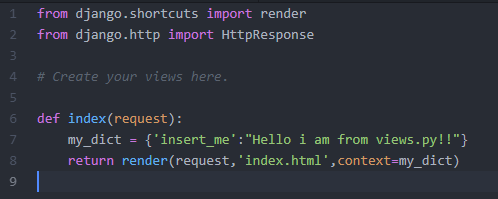 1 from django.shortcuts import render
2 from django.http import HttpResponse
3
4 # Create your views here.
5
6 def index(request):
7     my_dict = {'insert_me':"Hello i am from views.py!!"}
8     return render(request,'index.html',context=my_dict)
9